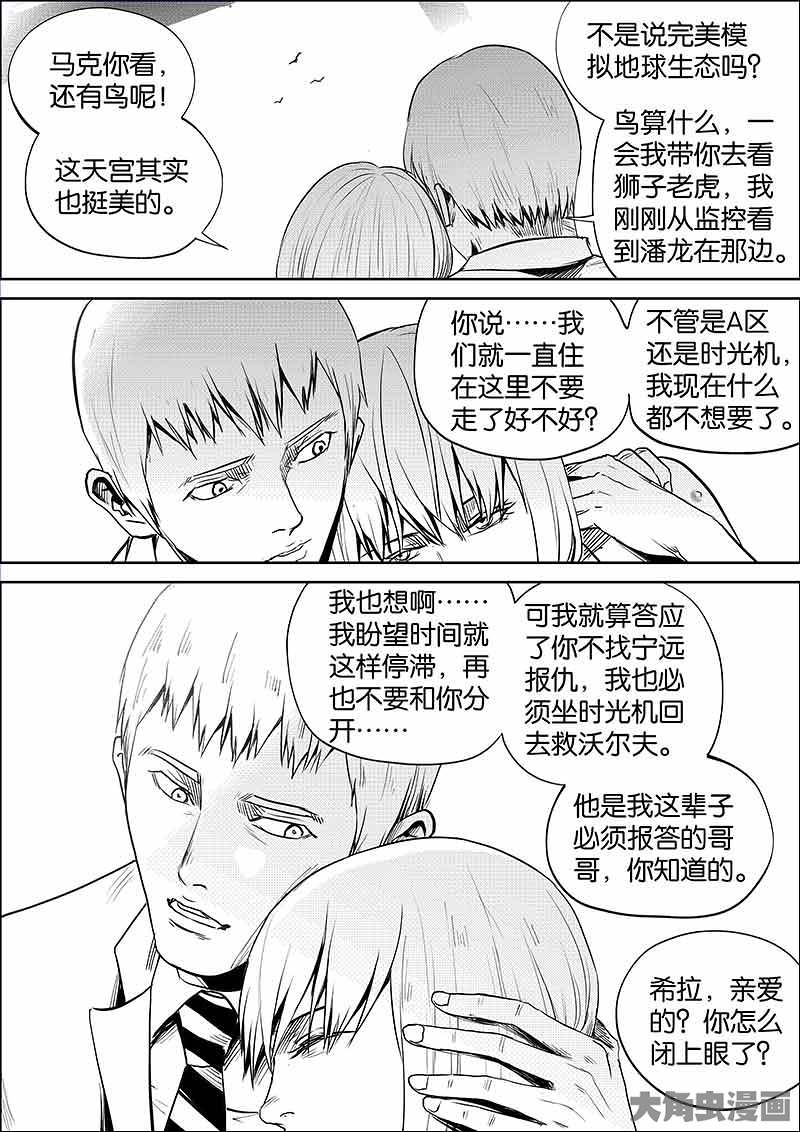 马克你看，
还有鸟呢！
这天宫其实
也挺美的。
不是说完美模
拟地球生态吗？
鸟算什么，一
会我带你去看
狮子老虎，我
刚刚从监控看
到潘龙在那边。
你说……我
们就一直住
在这里不要
走了好不好？
不管是A区
还是时光机，
我现在什么
都不想要了。
我也想啊……
我盼望时间就
这样停滞，再
也不要和你分
开……
可我就算答应
了你不找宁远
报仇，我也必
须坐时光机回
去救沃尔夫。
他是我这辈子
必须报答的哥
哥，你知道的。
希拉，亲爱
的？你怎么
闭上眼了？
大角虫漫画